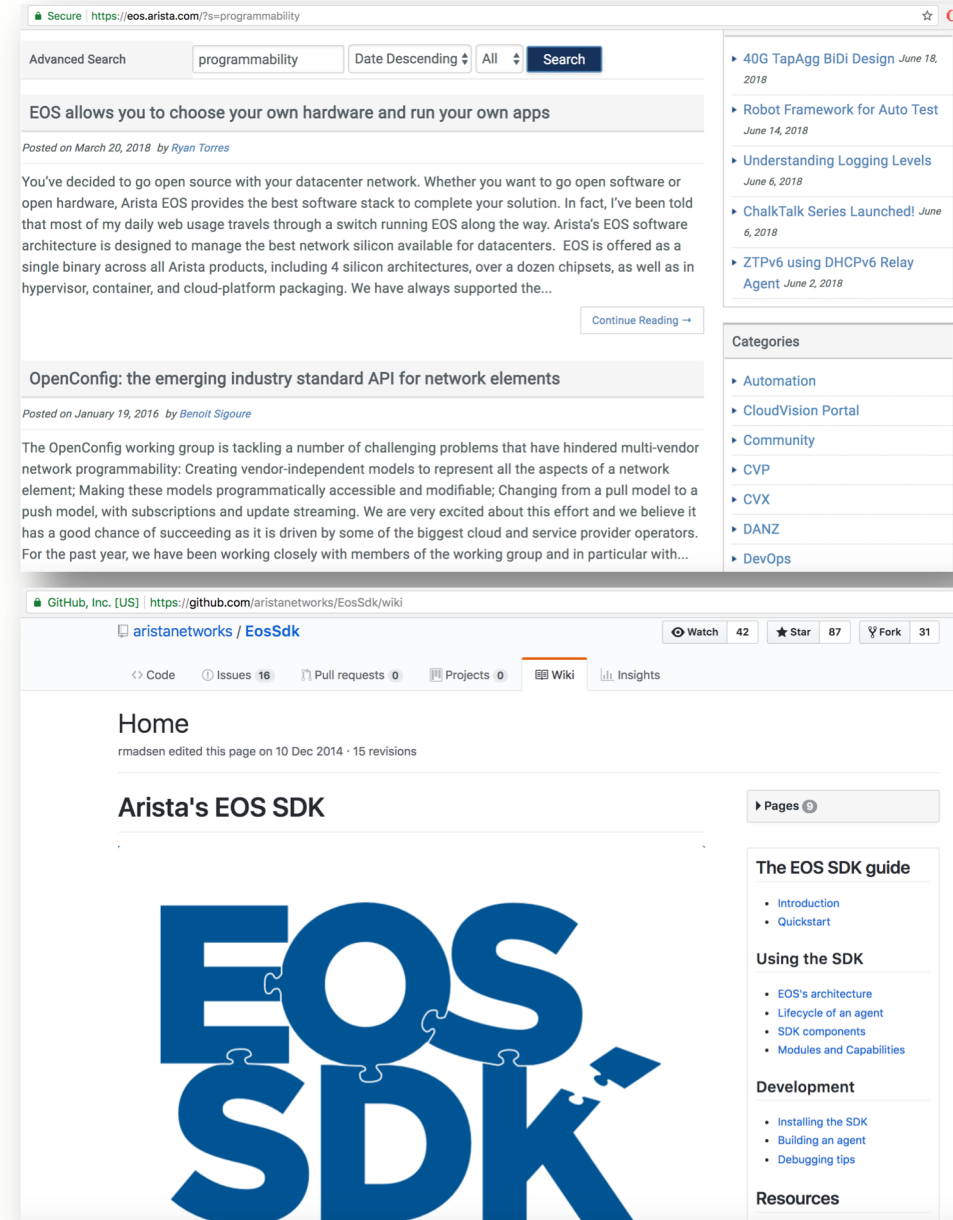 Secure | https://eos.arista.com/?s=programmability
Advanced Search programmability Date Descending All Search
EOS allows you to choose your own hardware and run your own apps
Posted on March 20, 2018 by Ryan Torres
You've decided to go open source with your datacenter network. Whether you want to go open software or
open hardware, Arista EOS provides the best software stack to complete your solution. In fact, I've been told
that most of my daily web usage travels through a switch running EOS along the way. Arista's EOS software
architecture is designed to manage the best network silicon available for datacenters. EOS is offered as a
single binary across all Arista products, including 4 silicon architectures, over a dozen chipsets, as well as in
hypervisor, container, and cloud-platform packaging. We have always supported the...
Continue Reading →
OpenConfig: the emerging industry standard API for network elements
Posted on January 19, 2016 by Benoit Sigoure
The OpenConfig working group is tackling a number of challenging problems that have hindered multi-vendor
network programmability: Creating vendor-independent models to represent all the aspects of a network
element; Making these models programmatically accessible and modifiable; Changing from a pull model to a
push model, with subscriptions and update streaming. We are very excited about this effort and we believe it
has a good chance of succeeding as it is driven by some of the biggest cloud and service provider operators.
For the past year, we have been working closely with members of the working group and in particular with...
40G TapAgg BiDi Design June 18,
2018
Robot Framework for Auto Test
June 14, 2018
Understanding Logging Levels
June 6, 2018
ChalkTalk Series Launched! June
6, 2018
ZTPv6 using DHCPv6 Relay
Agent June 2, 2018
Categories
Automation
CloudVision Portal
Community
CVP
CVX
DANZ
DevOps
GitHub, Inc. [US] | https://github.com/aristanetworks/EosSdk/wiki
aristanetworks / EosSdk
Watch 42 Star 87 Fork 31
Code Issues 16 Pull requests 0 Projects 0 Wiki Insights
Home
rmadsen edited this page on 10 Dec 2014 · 15 revisions
Arista's EOS SDK
EOS
SDK
Pages 9
The EOS SDK guide
Introduction
Quickstart
Using the SDK
EOS's architecture
Lifecycle of an agent
SDK components
Modules and Capabilities
Development
Installing the SDK
Building an agent
Debugging tips
Resources